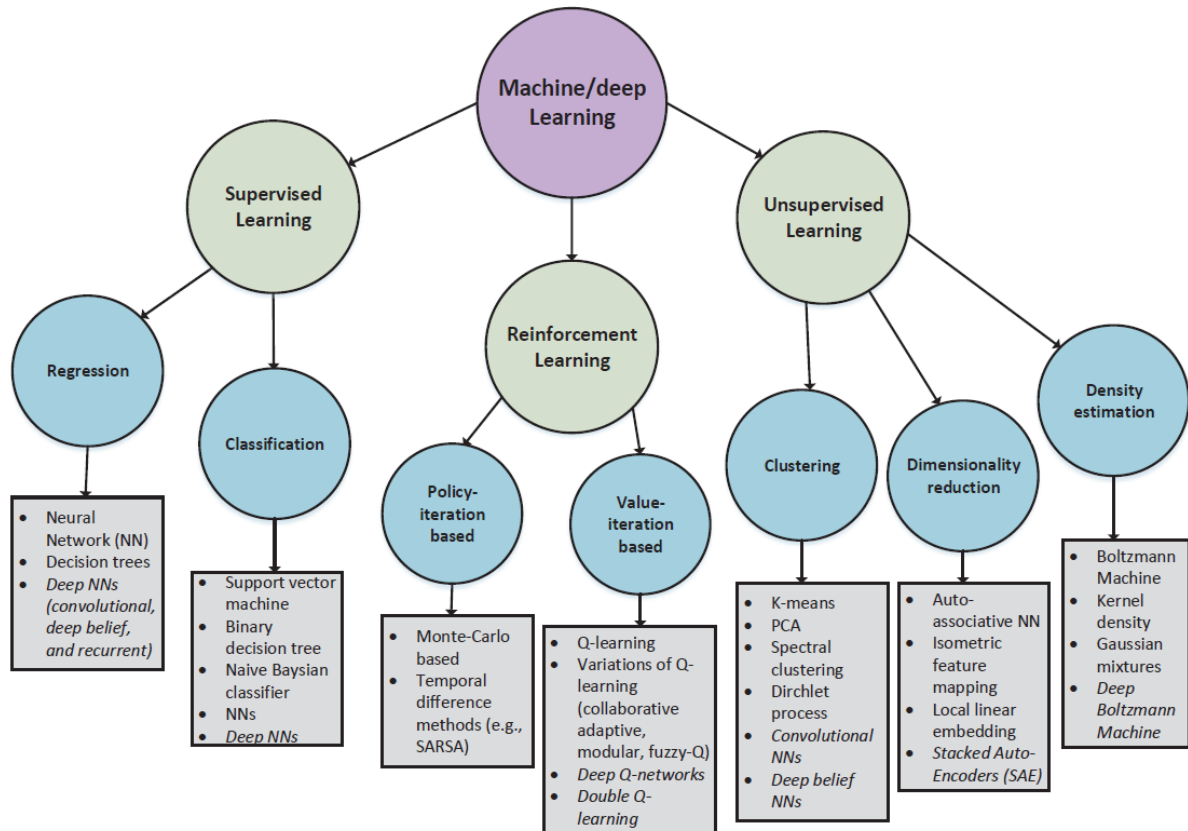 Machine/deep
Learning
Supervised
Learning
Unsupervised
Learning
Reinforcement
Learning
Regression
Classification
Policy-
iteration
based
Value-
iteration
based
Clustering
Dimensionality
reduction
Density
estimation
• Neural
Network (NN)
• Decision trees
• Deep NNs
(convolutional,
deep belief,
and recurrent)
• Support vector
machine
• Binary
decision tree
• Naive Baysian
classifier
• NNs
• Deep NNs
• Monte-Carlo
based
• Temporal
difference
methods (e.g.,
SARSA)
• Q-learning
• Variations of Q-
learning
(collaborative
adaptive,
modular, fuzzy-Q)
• Deep Q-networks
• Double Q-
learning
• K-means
• PCA
• Spectral
clustering
• Dirchlet
process
• Convolutional
NNs
• Deep belief
NNs
• Auto-
associative NN
• Isometric
feature
mapping
• Local linear
embedding
• Stacked Auto-
Encoders (SAE)
• Boltzmann
Machine
• Kernel
density
• Gaussian
mixtures
• Deep
Boltzmann
Machine